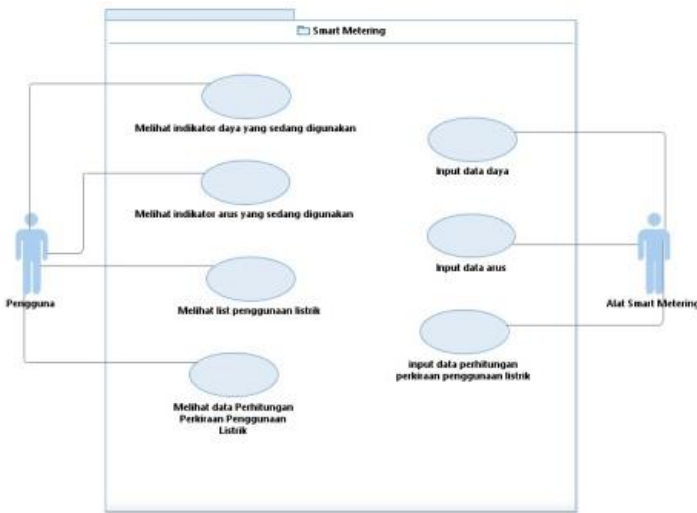 Smart Metering
Melihat indikator daya yang sedang digunakan
Melihat indikator arus yang sedang digunakan
Pengguna
Melihat list penggunaan listrik
Melihat data Perhitungan
Perkiraan Penggunaan
Listrik
Input data daya
Input data arus
Alat Smart Metering
input data perhitungan
perkiraan penggunaan listrik